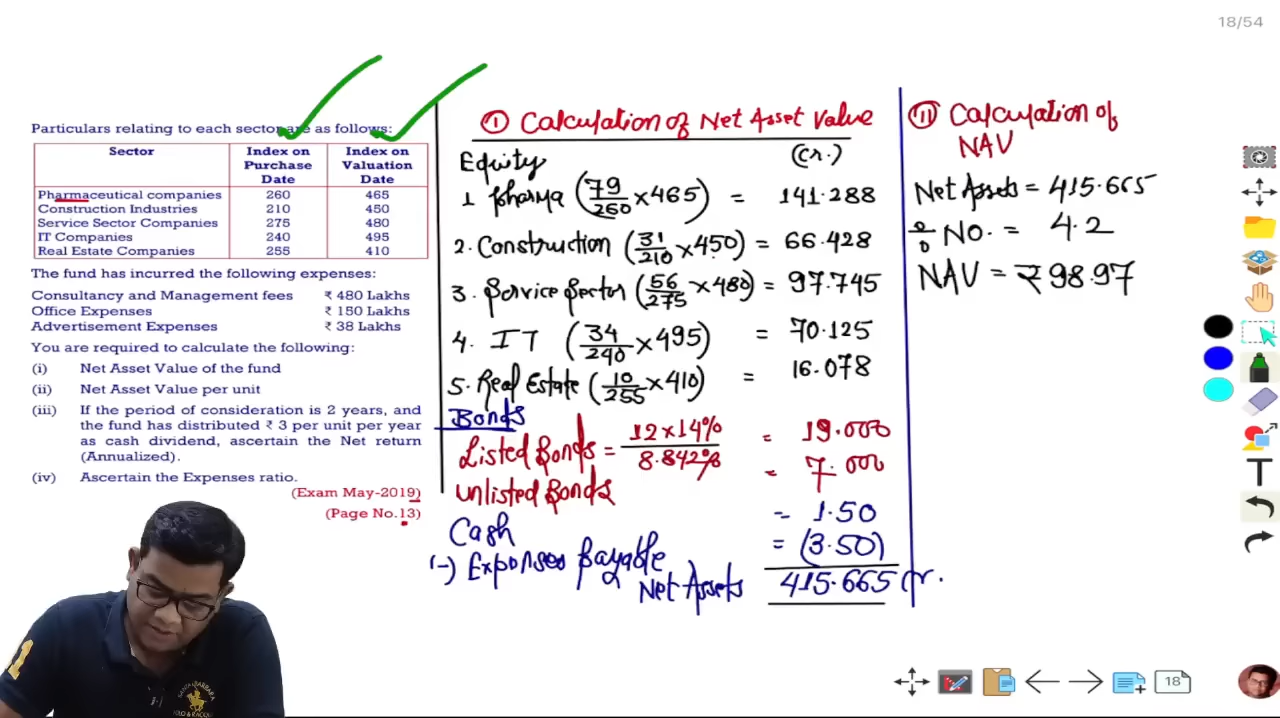 18/54
Particulars relating to each sector are as follows:
Sector Index on Purchase Date Index on Valuation Date
Pharmaceutical companies 260 465
Construction Industries 210 450
Service Sector Companies 275 480
IT Companies 240 495
Real Estate Companies 255 410
The fund has incurred the following expenses:
Consultancy and Management fees ₹ 480 Lakhs
Office Expenses ₹ 150 Lakhs
Advertisement Expenses ₹ 38 Lakhs
You are required to calculate the following:
(i) Net Asset Value of the fund
(ii) Net Asset Value per unit
(iii) If the period of consideration is 2 years, and
the fund has distributed ₹ 3 per unit per year
as cash dividend, ascertain the Net return
(Annualized).
(iv) Ascertain the Expenses ratio.
(Exam May-2019)
(Page No.13)
① Calculation of Net Asset Value
Equity (Cr.)
1. pharma (79/260 × 465) = 141.288
2. Construction (31/210 × 450) = 66.428
3. Service Sector (56/275 × 480) = 97.745
4. IT (34/240 × 495) = 70.125
5. Real Estate (10/255 × 410) = 16.078
Bonds
Listed Bonds = 12 × 14% / 8.842% = 19.000
Unlisted Bonds = 7.000
Cash = 1.50
(-) Expenses payable = (3.50)
Net Assets 415.665 Cr.
(II) Calculation of
NAV
Net Assets = 415.665
÷ No. = 4.2
NAV = ₹98.97
18